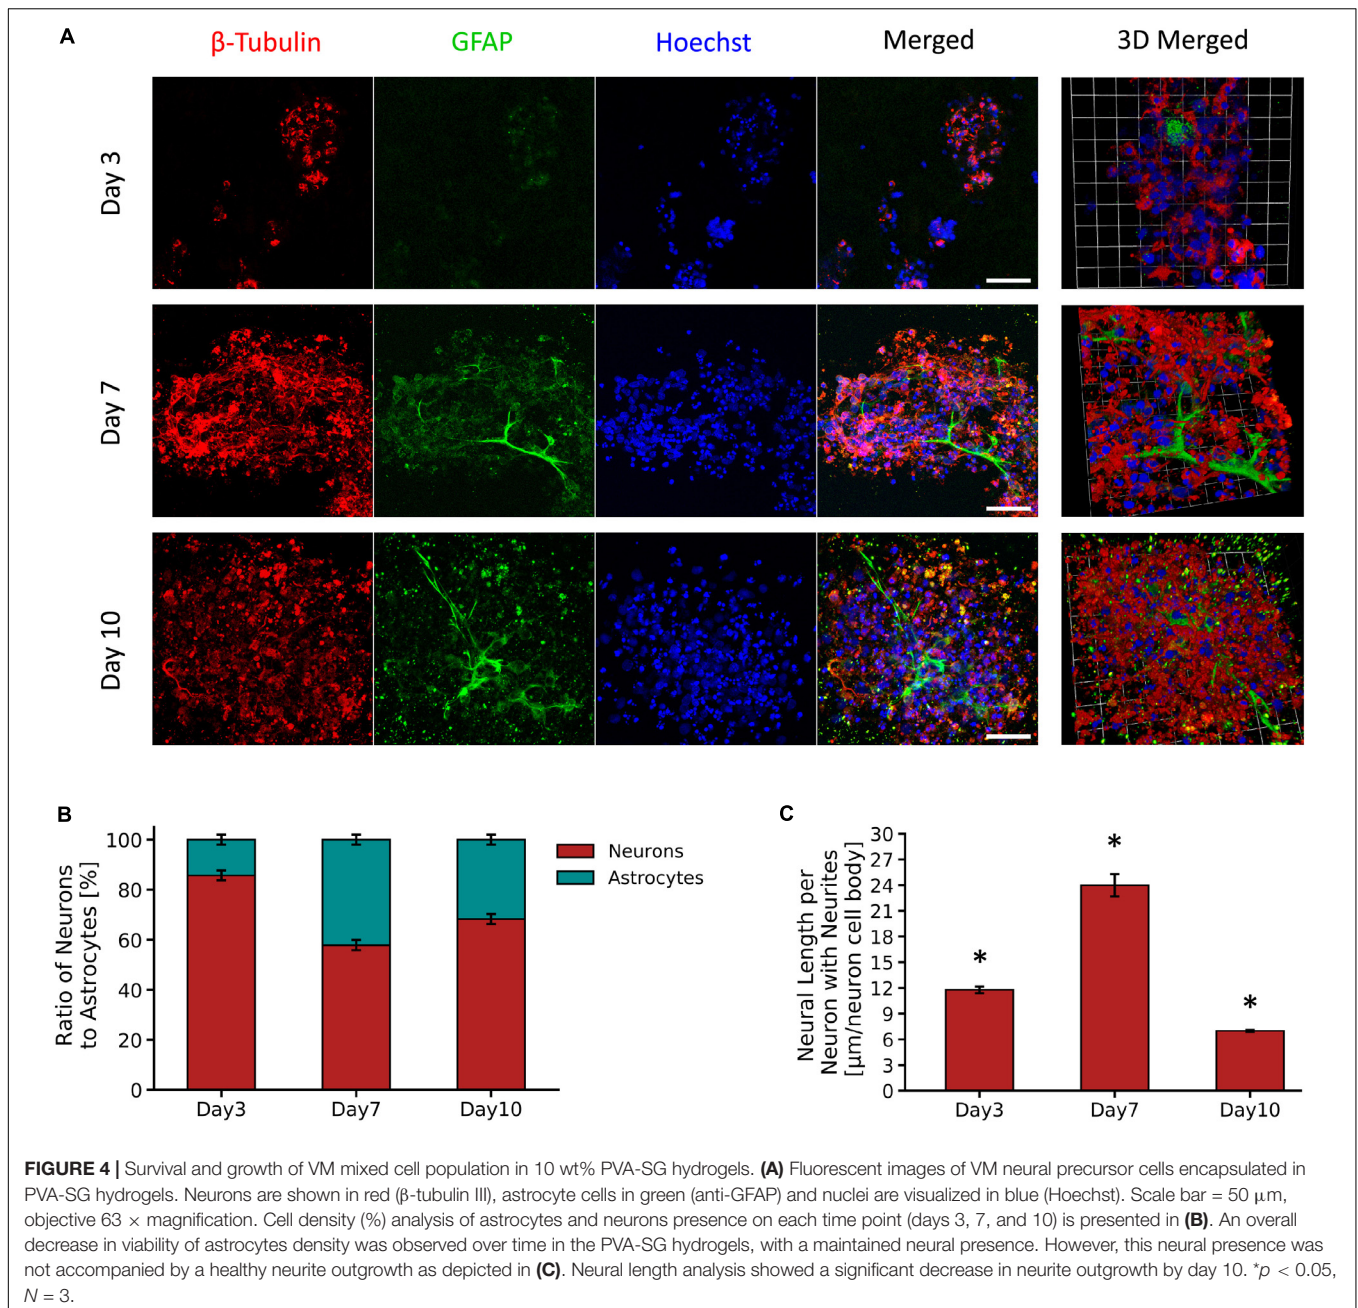 A
β-Tubulin GFAP Hoechst Merged 3D Merged
Day 3
Day 7
Day 10
B
Ratio of Neurons
to Astrocytes [%]
100
80
60
40
20
0
Day3 Day7 Day10
Neurons
Astrocytes
C
Neural Length per
Neuron with Neurites
[μm/neuron cell body]
30
27
24
21
18
15
12
9
6
3
0
* * *
Day3 Day7 Day10
FIGURE 4 | Survival and growth of VM mixed cell population in 10 wt% PVA-SG hydrogels. (A) Fluorescent images of VM neural precursor cells encapsulated in
PVA-SG hydrogels. Neurons are shown in red (β-tubulin III), astrocyte cells in green (anti-GFAP) and nuclei are visualized in blue (Hoechst). Scale bar = 50 μm,
objective 63 × magnification. Cell density (%) analysis of astrocytes and neurons presence on each time point (days 3, 7, and 10) is presented in (B). An overall
decrease in viability of astrocytes density was observed over time in the PVA-SG hydrogels, with a maintained neural presence. However, this neural presence was
not accompanied by a healthy neurite outgrowth as depicted in (C). Neural length analysis showed a significant decrease in neurite outgrowth by day 10. *p < 0.05,
N = 3.